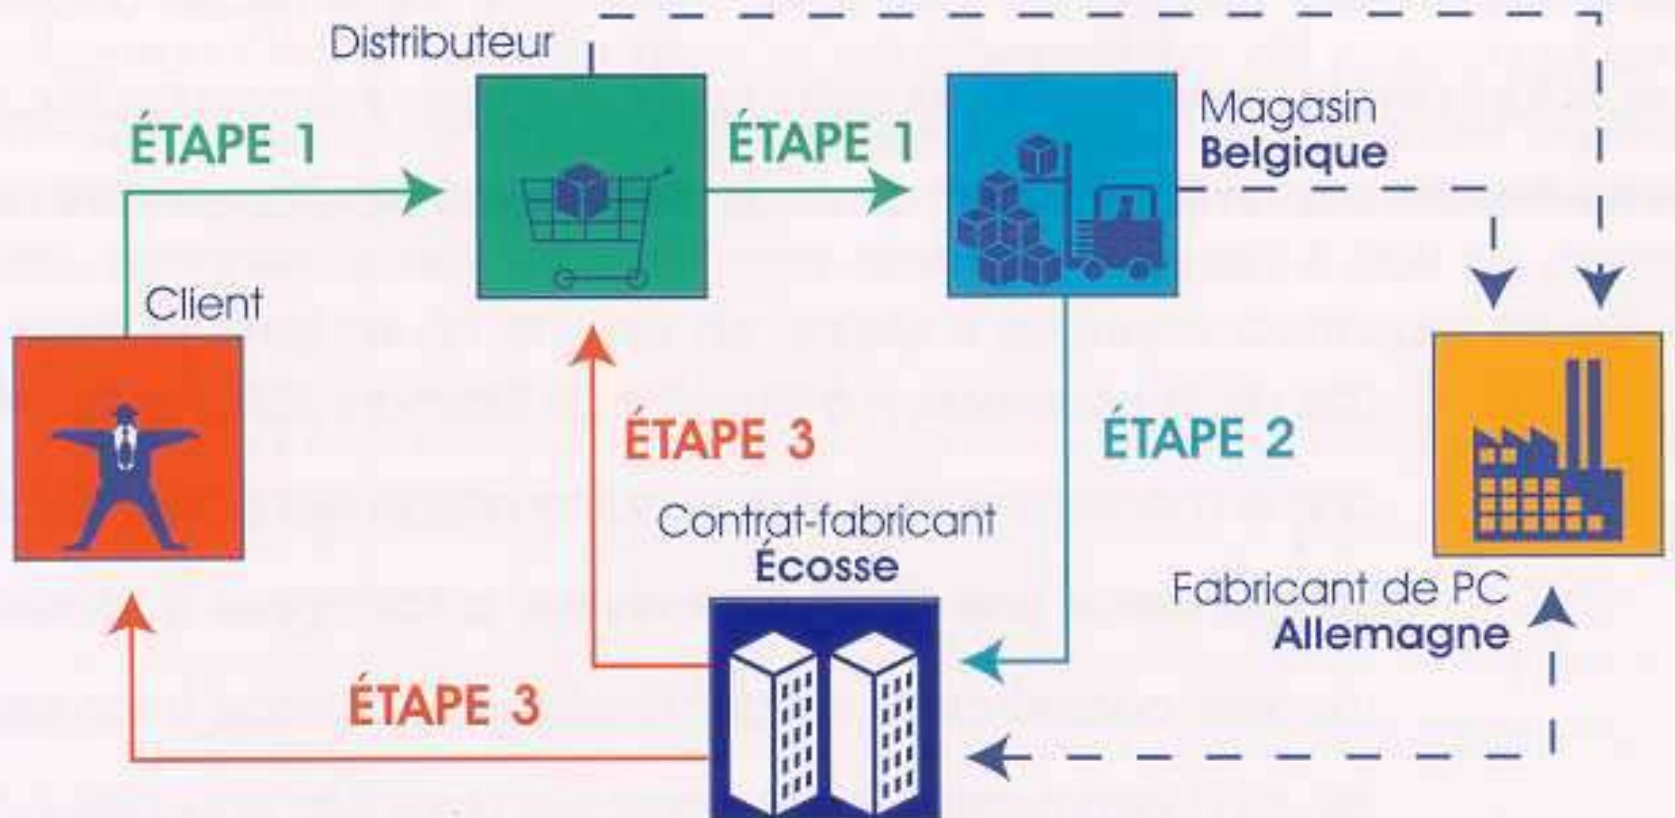 Distributeur
ÉTAPE 1
ÉTAPE 1
Magasin
Belgique
Client
ÉTAPE 3
ÉTAPE 2
Contrat-fabricant
Écosse
Fabricant de PC
Allemagne
ÉTAPE 3